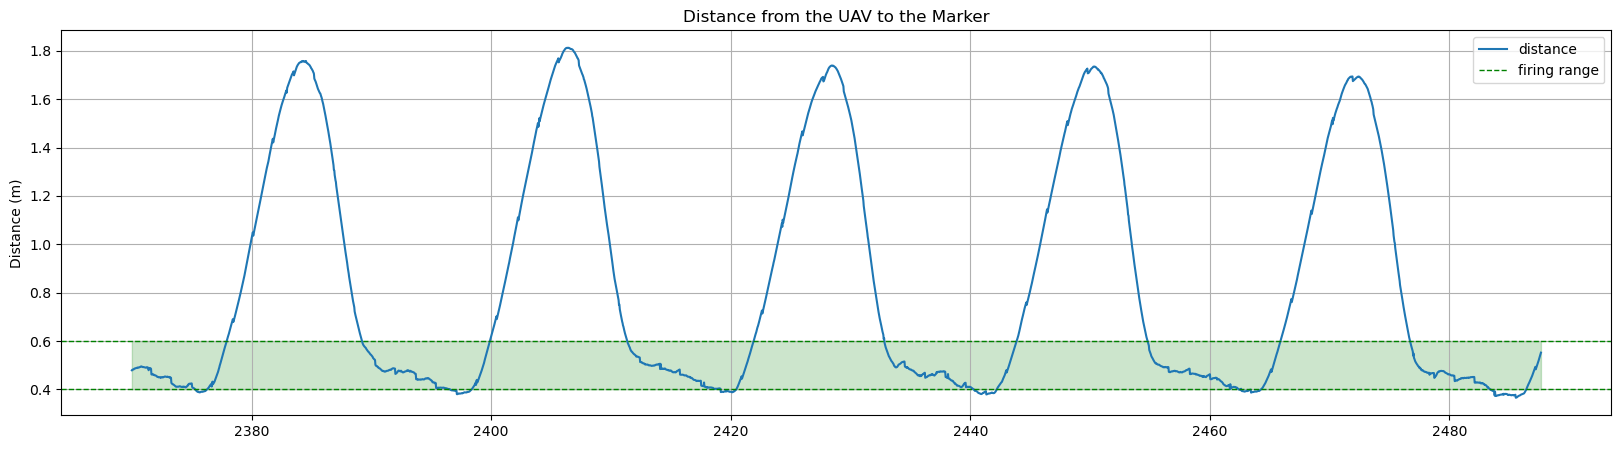 Distance from the UAV to the Marker
distance
firing range
Distance (m)
1.8
1.6
1.4
1.2
1.0
0.8
0.6
0.4
2380 2400 2420 2440 2460 2480